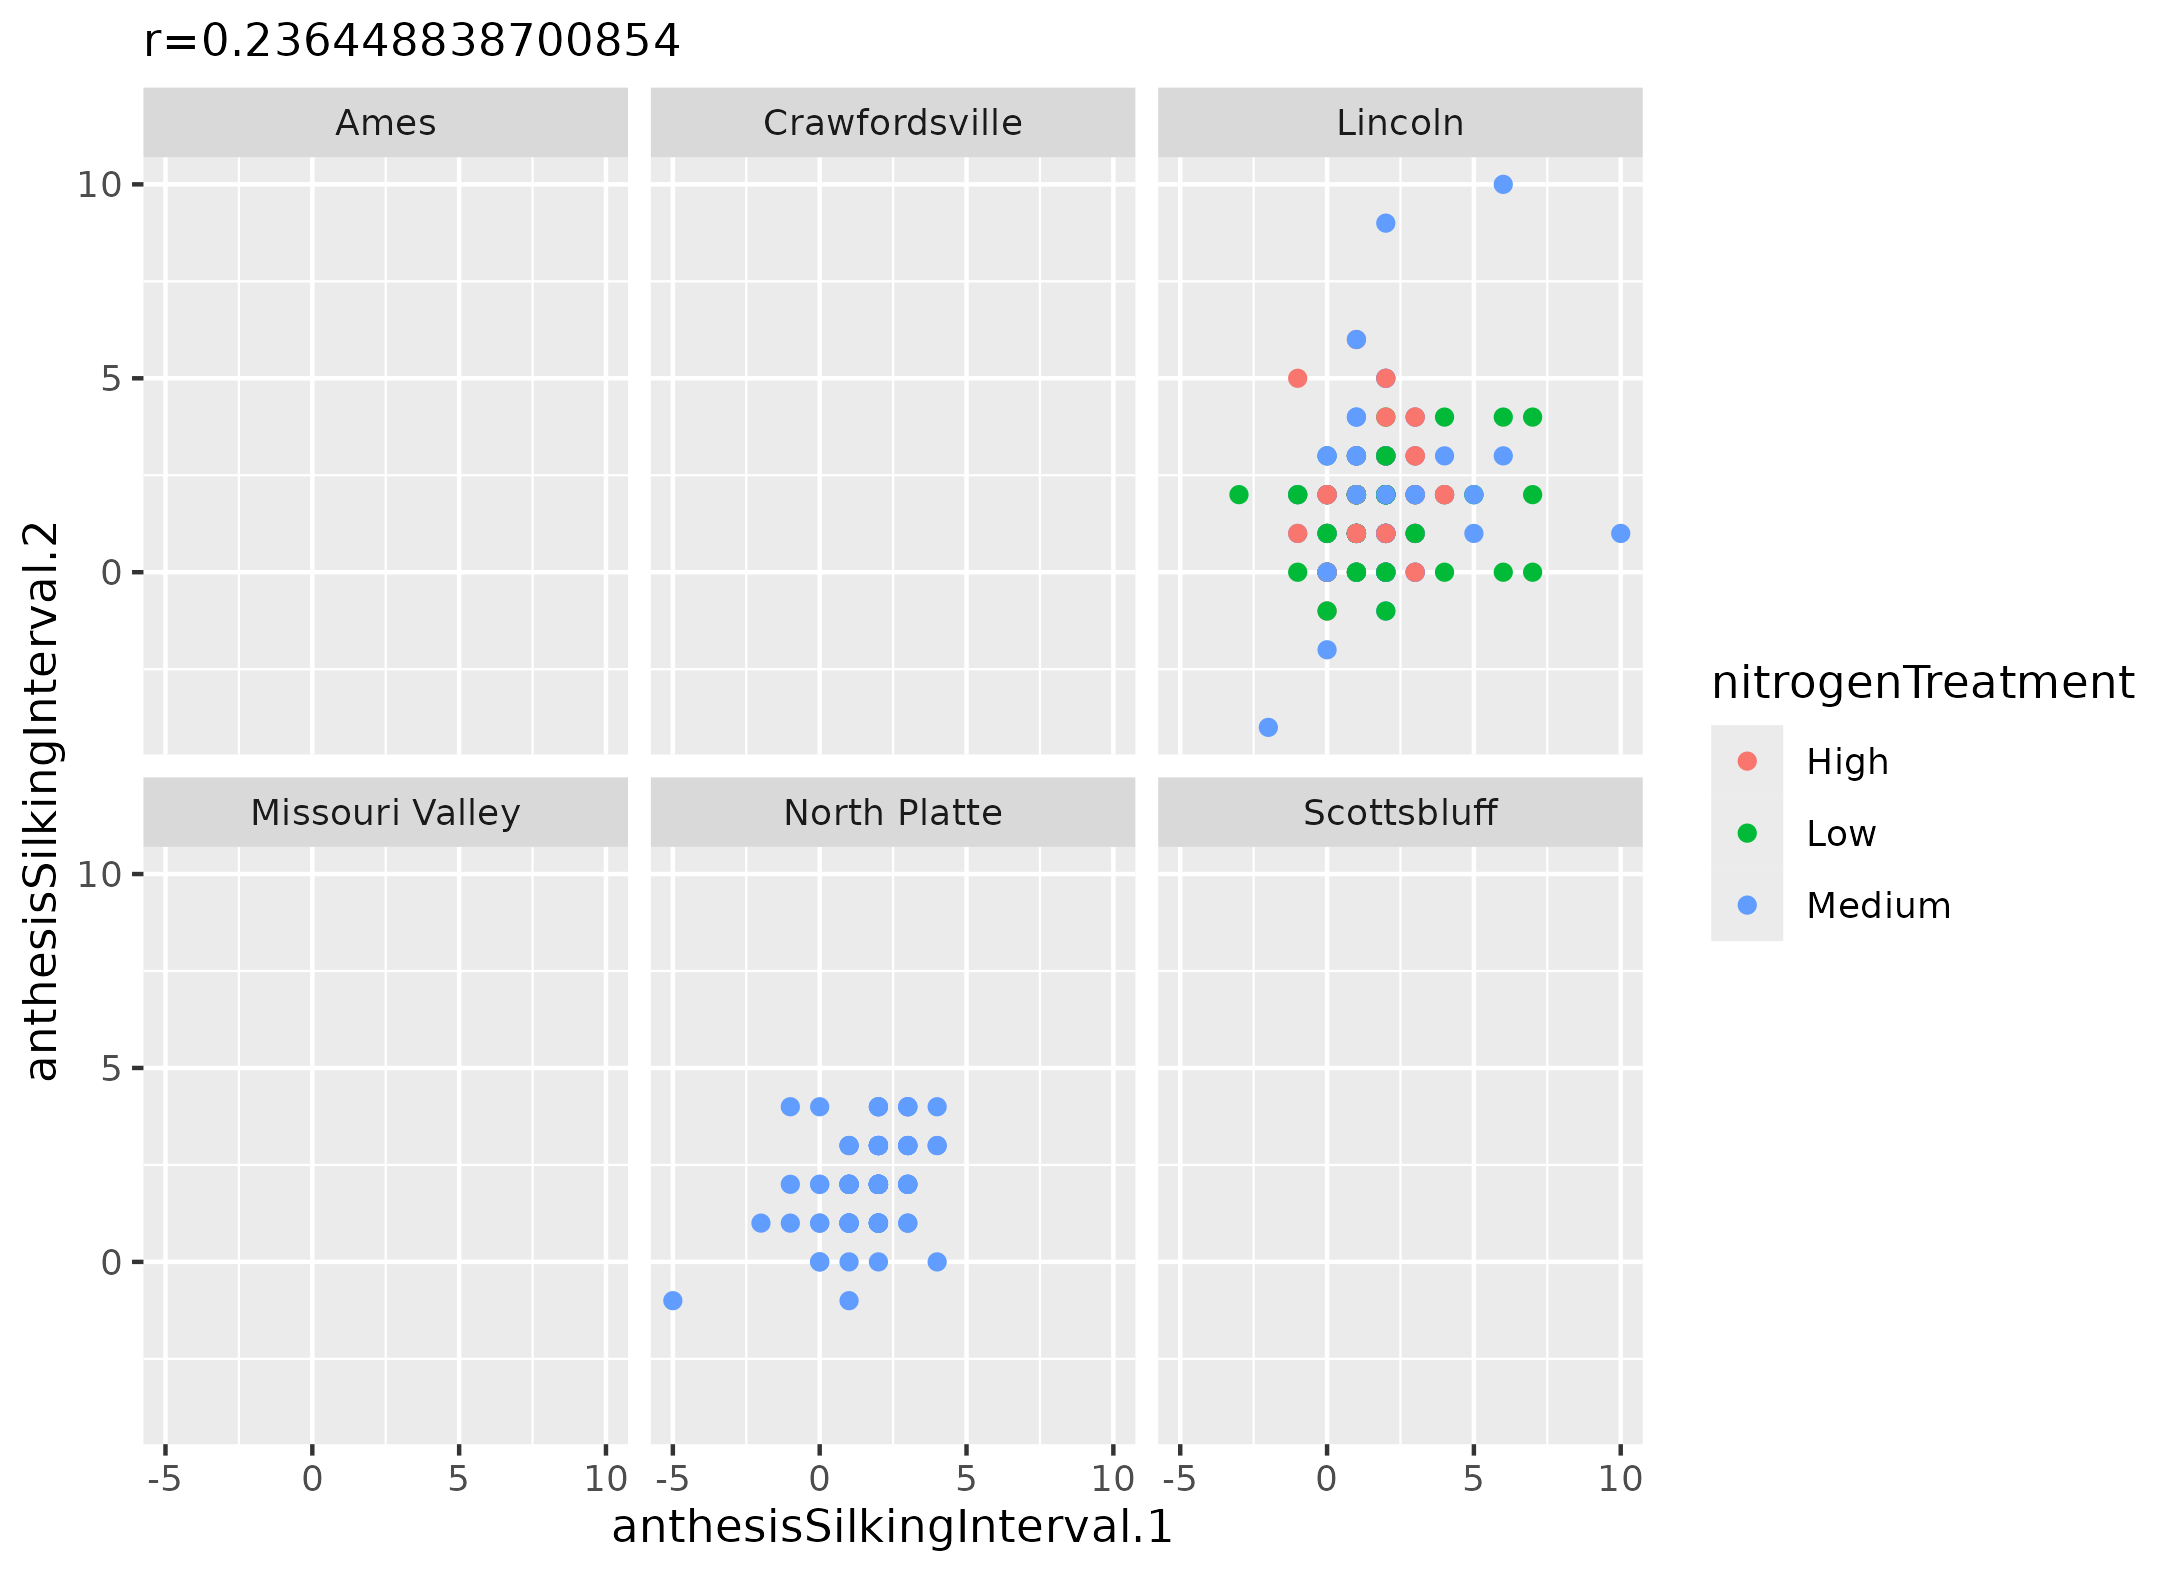 r=0.236448838700854
Ames
Crawfordsville
Lincoln
10
5
0
Missouri Valley
North Platte
Scottsbluff
10
5
0
-5 0 5 10 -5 0 5 10 -5 0 5 10
anthesisSilkingInterval.1
anthesisSilkingInterval.2
nitrogenTreatment
High
Low
Medium